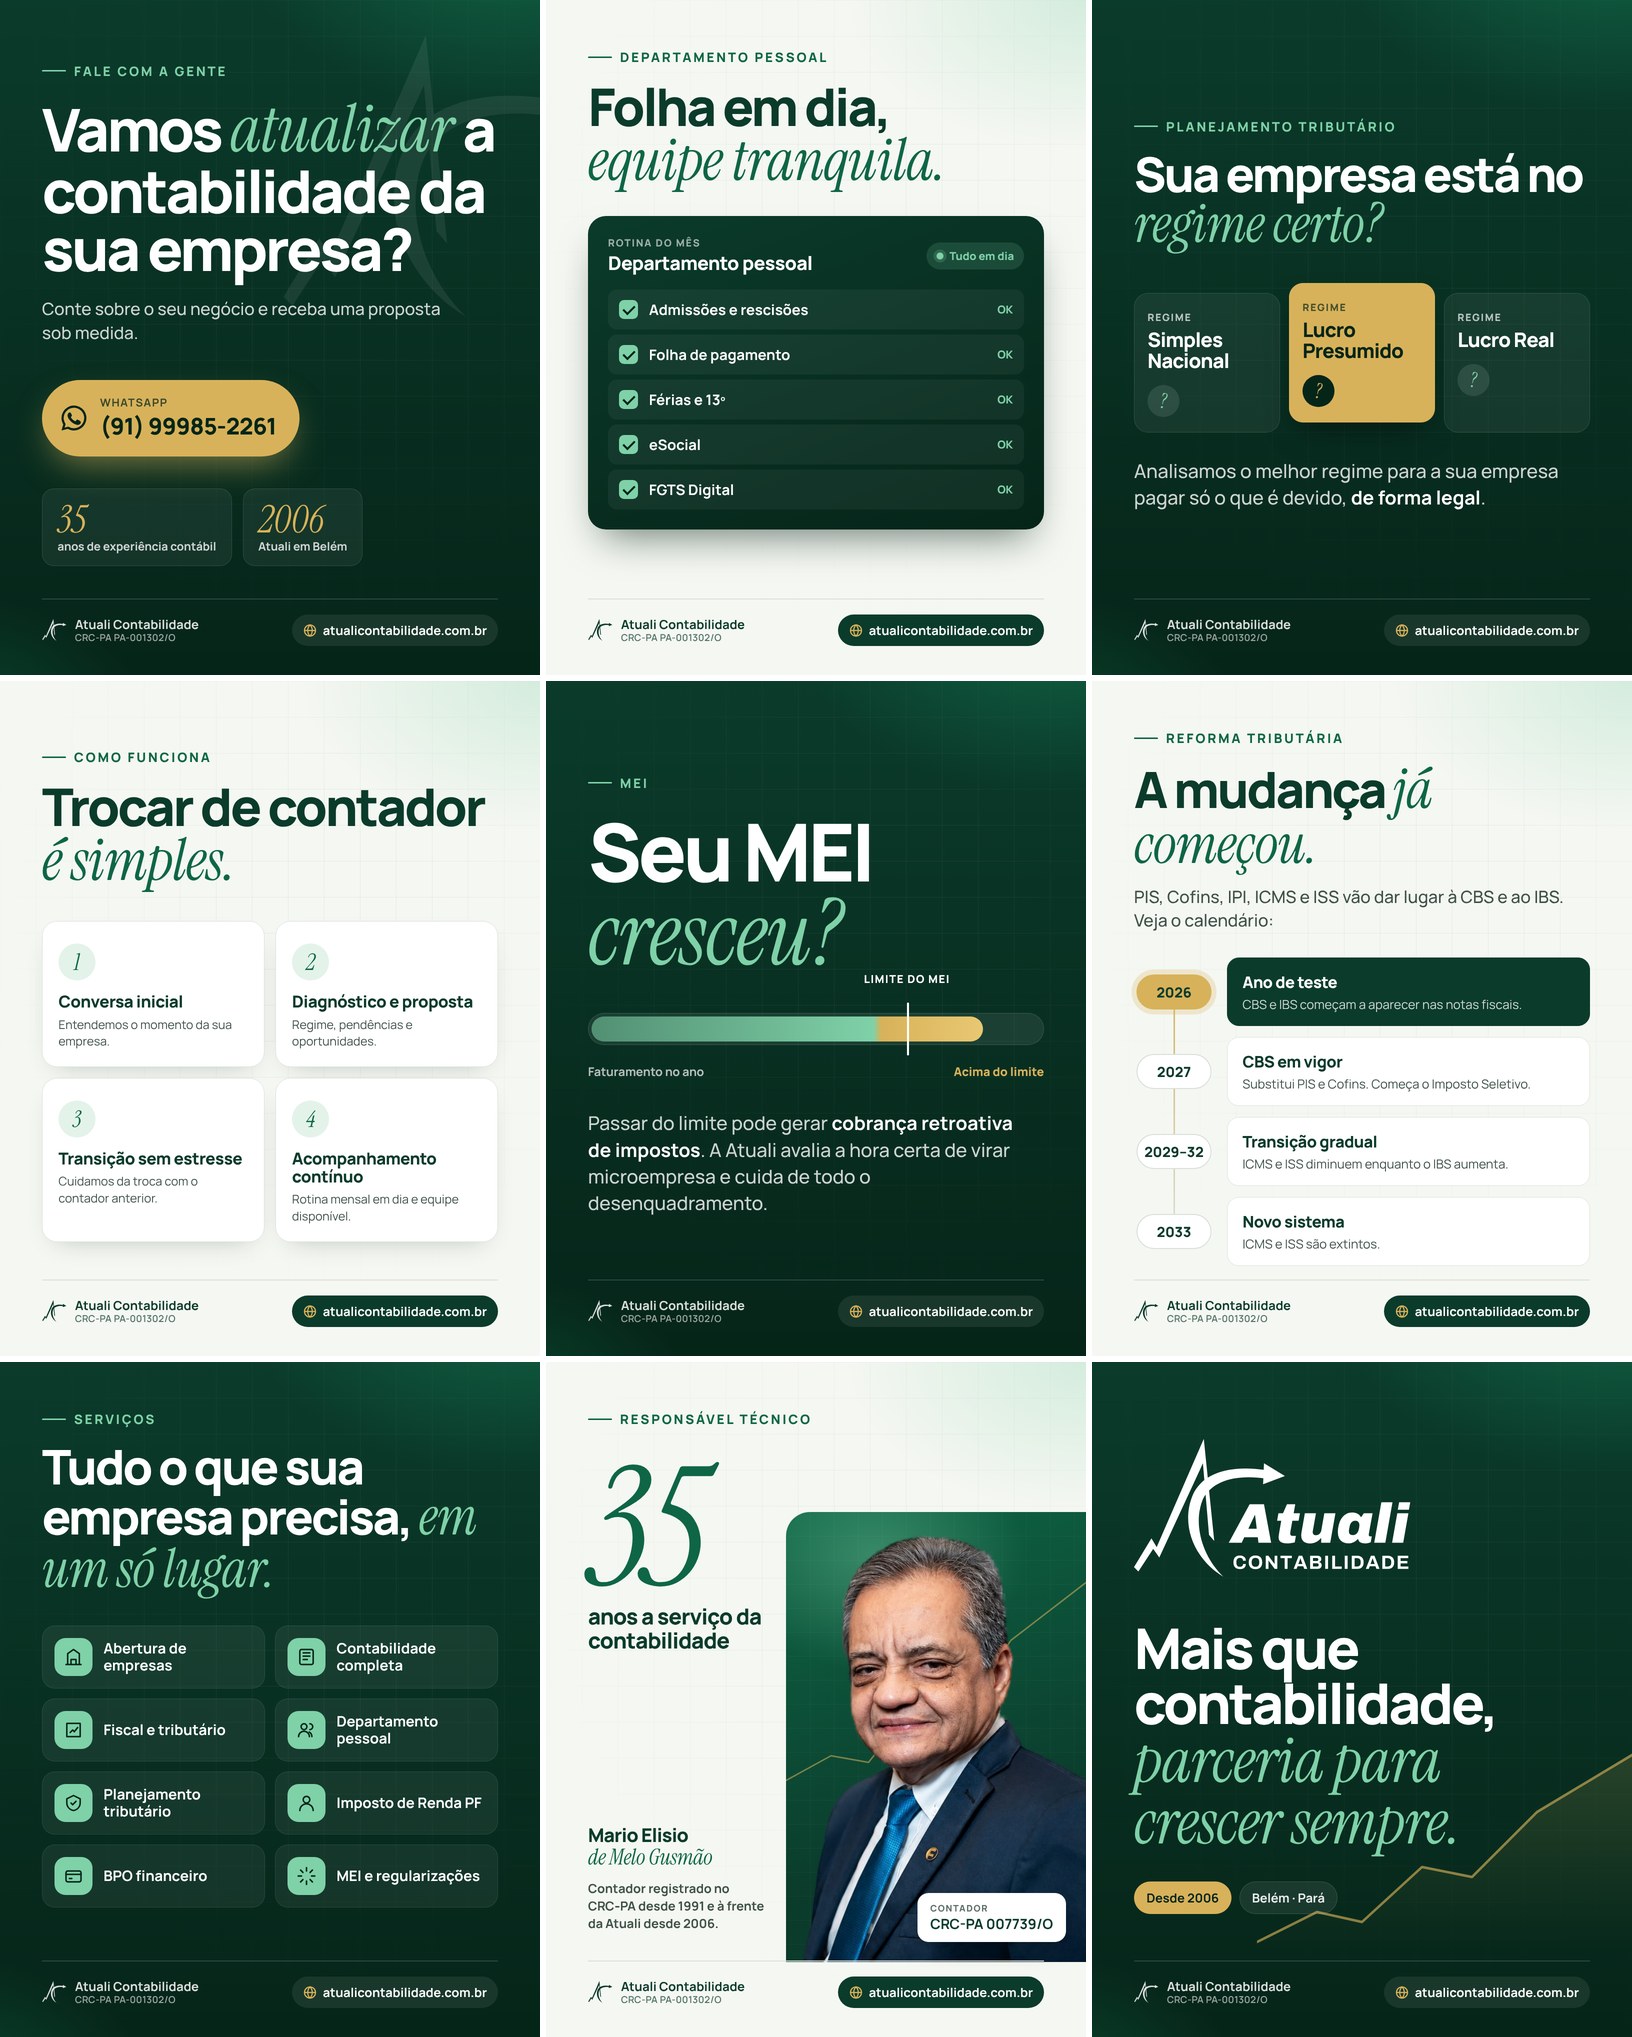 FALE COM A GENTE
Vamos atualizar a
contabilidade da
sua empresa?
Conte sobre o seu negócio e receba uma proposta
sob medida.
WHATSAPP
(91) 99985-2261
35
anos de experiência contábil
2006
Atuali em Belém
Atuali Contabilidade
CRC-PA PA-001302/O
atualicontabilidade.com.br
DEPARTAMENTO PESSOAL
Folha em dia,
equipe tranquila.
ROTINA DO MÊS
Departamento pessoal
Tudo em dia
Admissões e rescisões OK
Folha de pagamento OK
Férias e 13º OK
eSocial OK
FGTS Digital OK
Atuali Contabilidade
CRC-PA PA-001302/O
atualicontabilidade.com.br
PLANEJAMENTO TRIBUTÁRIO
Sua empresa está no
regime certo?
REGIME
Simples
Nacional
?
REGIME
Lucro
Presumido
?
REGIME
Lucro Real
?
Analisamos o melhor regime para a sua empresa
pagar só o que é devido, de forma legal.
Atuali Contabilidade
CRC-PA PA-001302/O
atualicontabilidade.com.br
COMO FUNCIONA
Trocar de contador
é simples.
1
Conversa inicial
Entendemos o momento da sua
empresa.
2
Diagnóstico e proposta
Regime, pendências e
oportunidades.
3
Transição sem estresse
Cuidamos da troca com o
contador anterior.
4
Acompanhamento
contínuo
Rotina mensal em dia e equipe
disponível.
Atuali Contabilidade
CRC-PA PA-001302/O
atualicontabilidade.com.br
MEI
Seu MEI
cresceu?
LIMITE DO MEI
Faturamento no ano
Acima do limite
Passar do limite pode gerar cobrança retroativa
de impostos. A Atuali avalia a hora certa de virar
microempresa e cuida de todo o
desenquadramento.
Atuali Contabilidade
CRC-PA PA-001302/O
atualicontabilidade.com.br
REFORMA TRIBUTÁRIA
A mudança já
começou.
PIS, Cofins, IPI, ICMS e ISS vão dar lugar à CBS e ao IBS.
Veja o calendário:
2026
Ano de teste
CBS e IBS começam a aparecer nas notas fiscais.
2027
CBS em vigor
Substitui PIS e Cofins. Começa o Imposto Seletivo.
2029–32
Transição gradual
ICMS e ISS diminuem enquanto o IBS aumenta.
2033
Novo sistema
ICMS e ISS são extintos.
Atuali Contabilidade
CRC-PA PA-001302/O
atualicontabilidade.com.br
SERVIÇOS
Tudo o que sua
empresa precisa, em
um só lugar.
Abertura de
empresas
Contabilidade
completa
Fiscal e tributário
Departamento
pessoal
Planejamento
tributário
Imposto de Renda PF
BPO financeiro
MEI e regularizações
Atuali Contabilidade
CRC-PA PA-001302/O
atualicontabilidade.com.br
RESPONSÁVEL TÉCNICO
35
anos a serviço da
contabilidade
Mario Elisio
de Melo Gusmão
Contador registrado no
CRC-PA desde 1991 e à frente
da Atuali desde 2006.
CONTADOR
CRC-PA 007739/O
Atuali Contabilidade
CRC-PA PA-001302/O
atualicontabilidade.com.br
Atuali
CONTABILIDADE
Mais que
contabilidade,
parceria para
crescer sempre.
Desde 2006
Belém · Pará
Atuali Contabilidade
CRC-PA PA-001302/O
atualicontabilidade.com.br